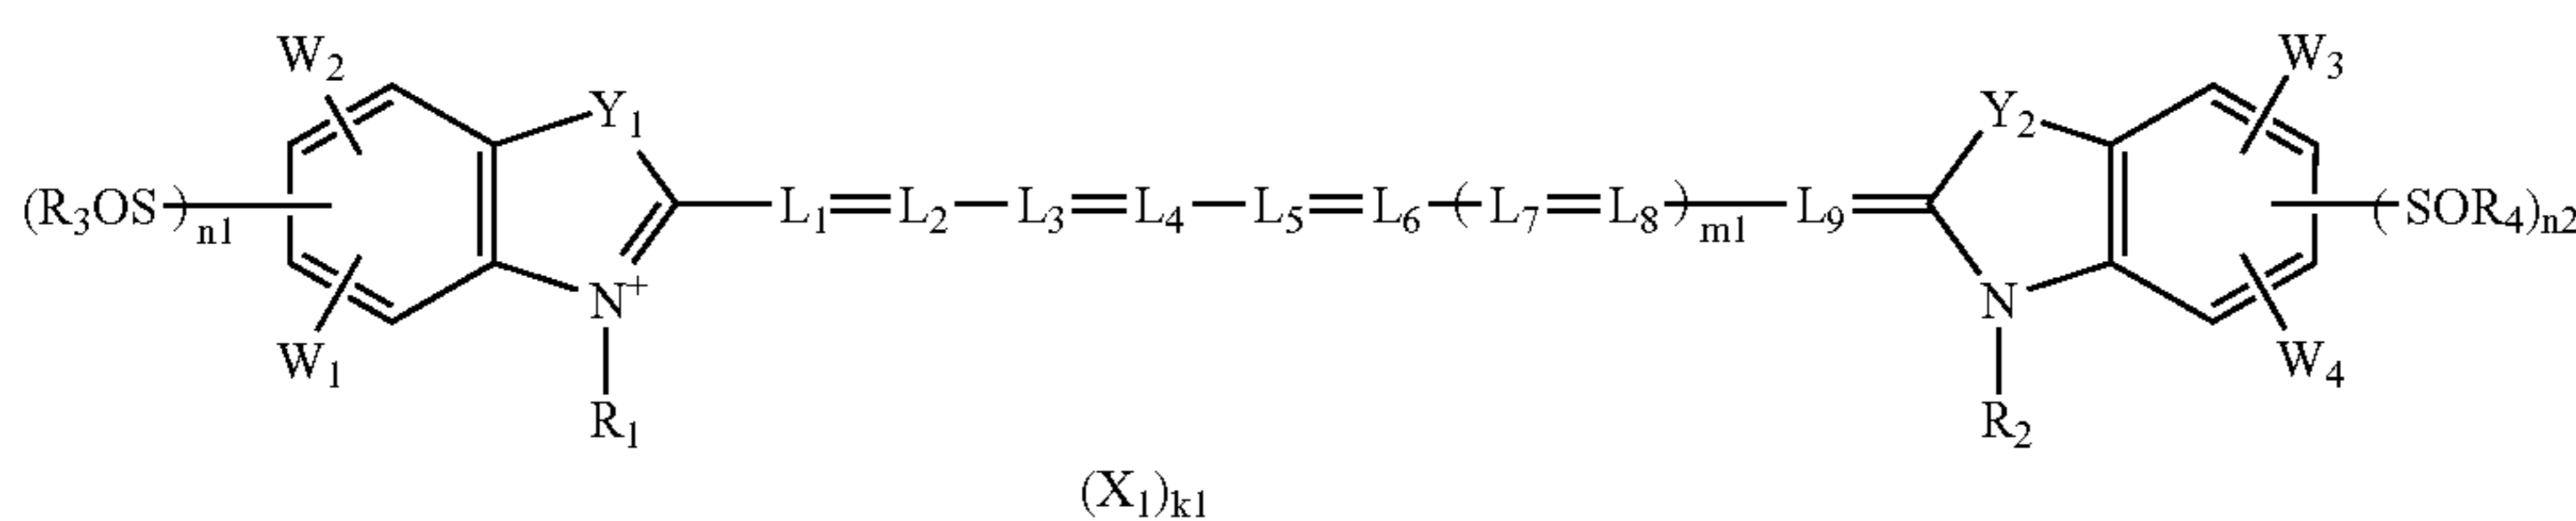 W₂ W₃
Y₁ Y₂
(R₃OS)ₙ₁ L₁=L₂—L₃=L₄—L₅=L₆—(L₇=L₈)ₘ₁—L₉= (SOR₄)ₙ₂
N⁺ N
W₁ W₄
R₁ R₂
(X₁)ₖ₁